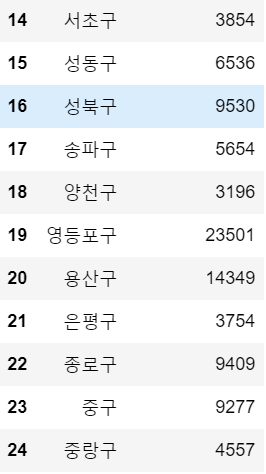 14 서초구 3854
15 성동구 6536
16 성북구 9530
17 송파구 5654
18 양천구 3196
19 영등포구 23501
20 용산구 14349
21 은평구 3754
22 종로구 9409
23 중구 9277
24 중랑구 4557